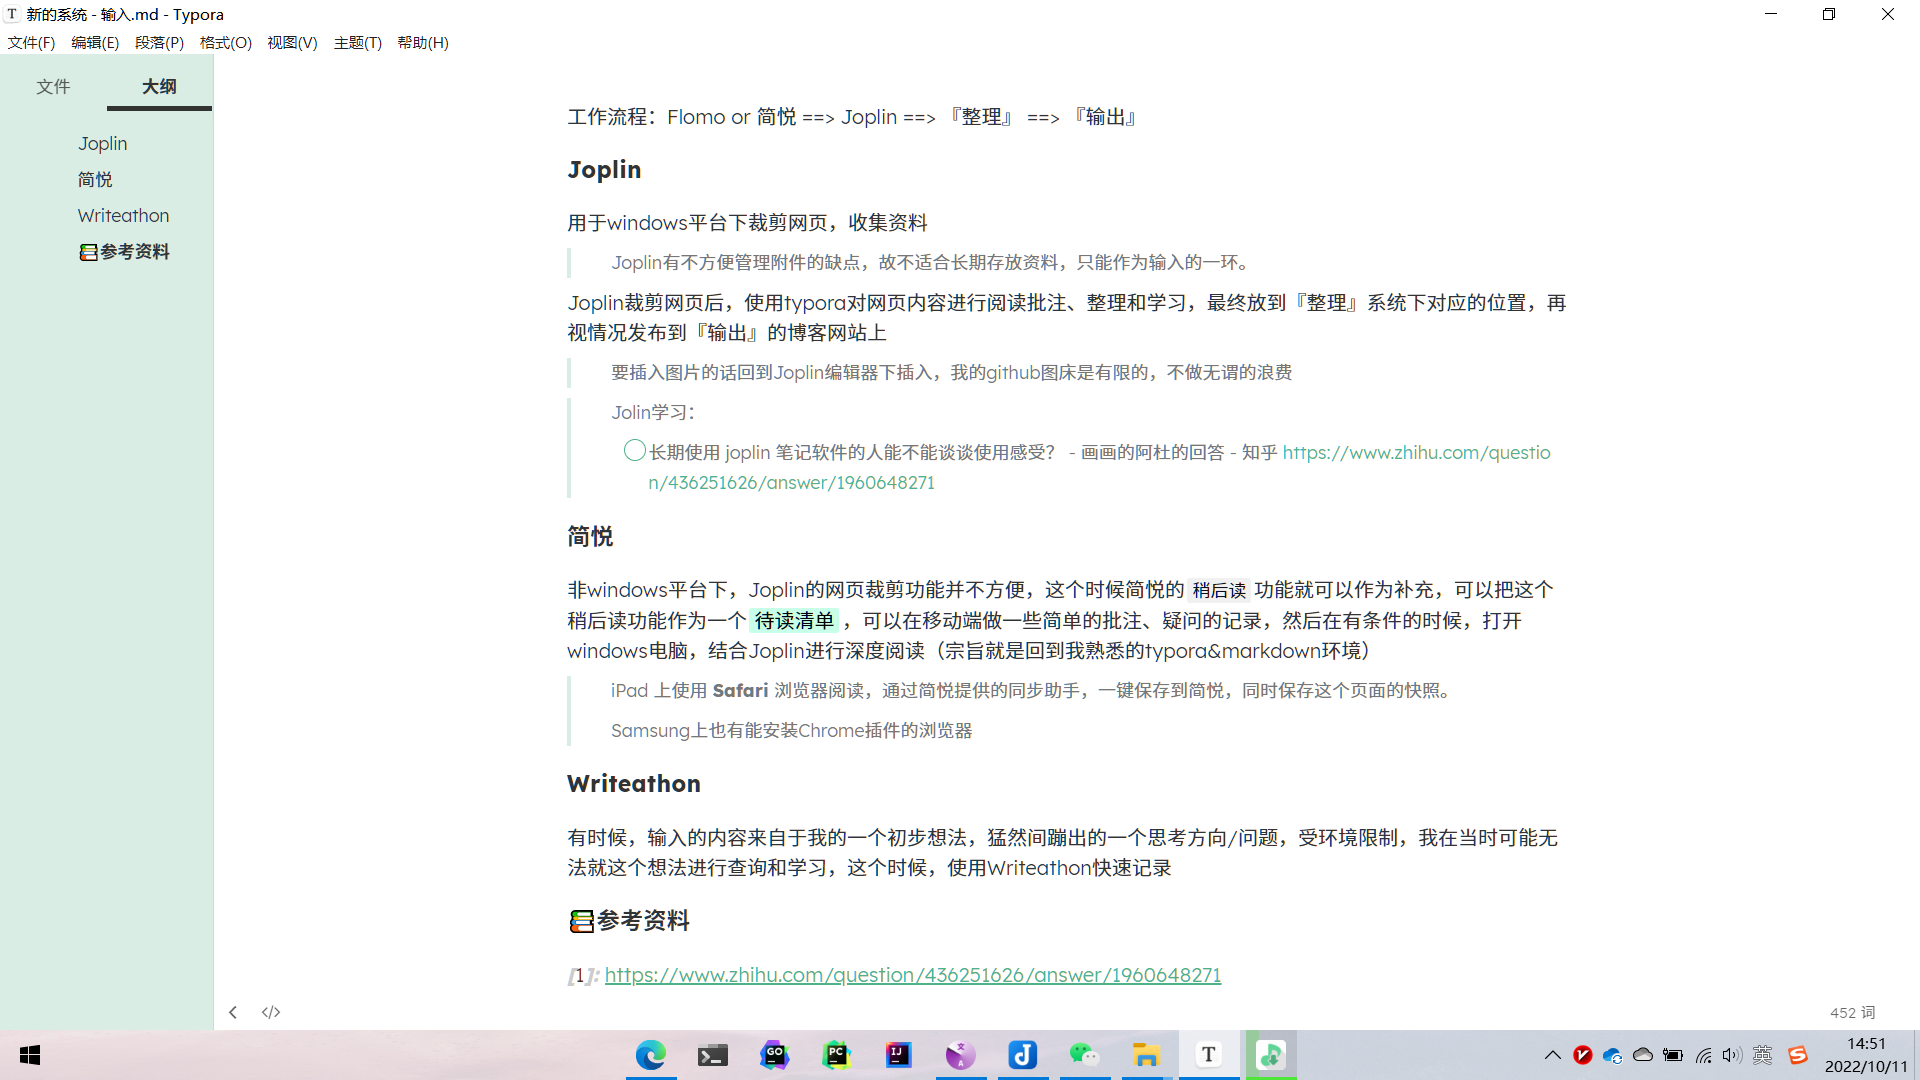 新的系统 - 输入.md - Typora
文件(F) 编辑(E) 段落(P) 格式(O) 视图(V) 主题(T) 帮助(H)
文件 大纲
Joplin
简悦
Writeathon
📚参考资料
工作流程：Flomo or 简悦 ==> Joplin ==> 『整理』 ==> 『输出』
Joplin
用于windows平台下裁剪网页，收集资料
Joplin有不方便管理附件的缺点，故不适合长期存放资料，只能作为输入的一环。
Joplin裁剪网页后，使用typora对网页内容进行阅读批注、整理和学习，最终放到『整理』系统下对应的位置，再
视情况发布到『输出』的博客网站上
要插入图片的话回到Joplin编辑器下插入，我的github图床是有限的，不做无谓的浪费
Jolin学习：
长期使用 joplin 笔记软件的人能不能谈谈使用感受？ - 画画的阿杜的回答 - 知乎 https://www.zhihu.com/questio
n/436251626/answer/1960648271
简悦
非windows平台下，Joplin的网页裁剪功能并不方便，这个时候简悦的 稍后读 功能就可以作为补充，可以把这个
稍后读功能作为一个 待读清单 ，可以在移动端做一些简单的批注、疑问的记录，然后在有条件的时候，打开
windows电脑，结合Joplin进行深度阅读（宗旨就是回到我熟悉的typora&markdown环境）
iPad 上使用 Safari 浏览器阅读，通过简悦提供的同步助手，一键保存到简悦，同时保存这个页面的快照。
Samsung上也有能安装Chrome插件的浏览器
Writeathon
有时候，输入的内容来自于我的一个初步想法，猛然间蹦出的一个思考方向/问题，受环境限制，我在当时可能无
法就这个想法进行查询和学习，这个时候，使用Writeathon快速记录
📚参考资料
[1]: https://www.zhihu.com/question/436251626/answer/1960648271
452 词
英
14:51
2022/10/11